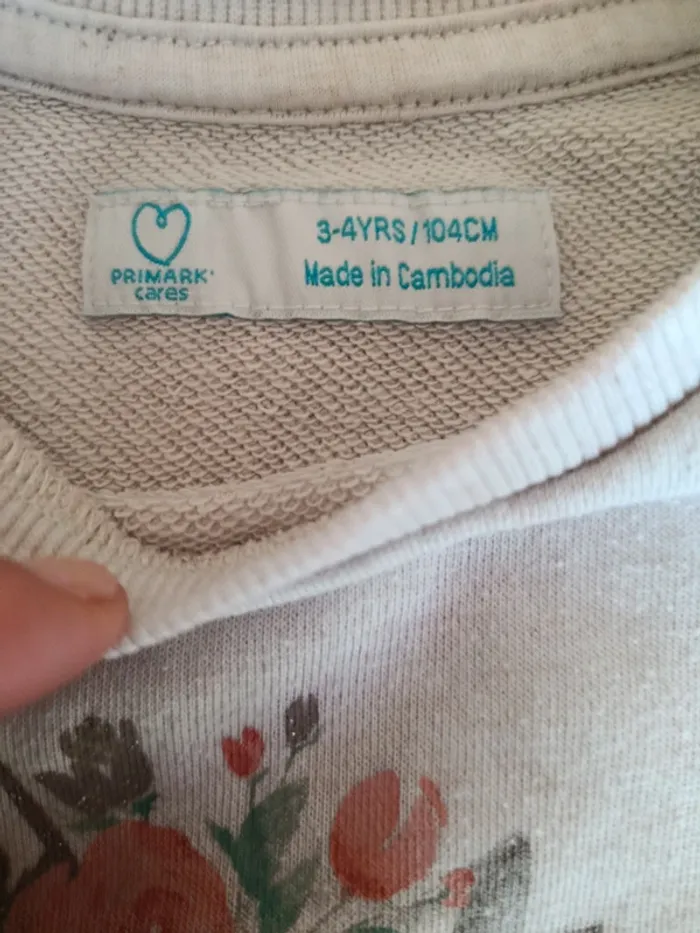 PRIMARK®
cares
3-4YRS/104CM
Made in Cambodia